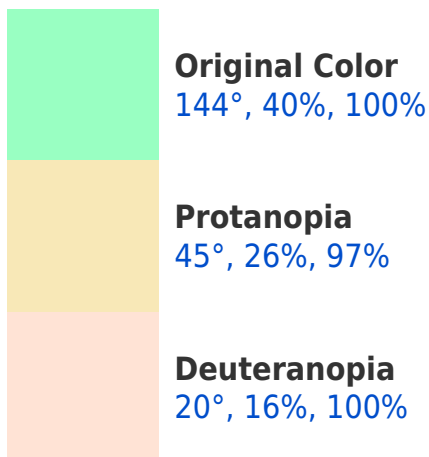 Original Color
144°, 40%, 100%
Protanopia
45°, 26%, 97%
Deuteranopia
20°, 16%, 100%